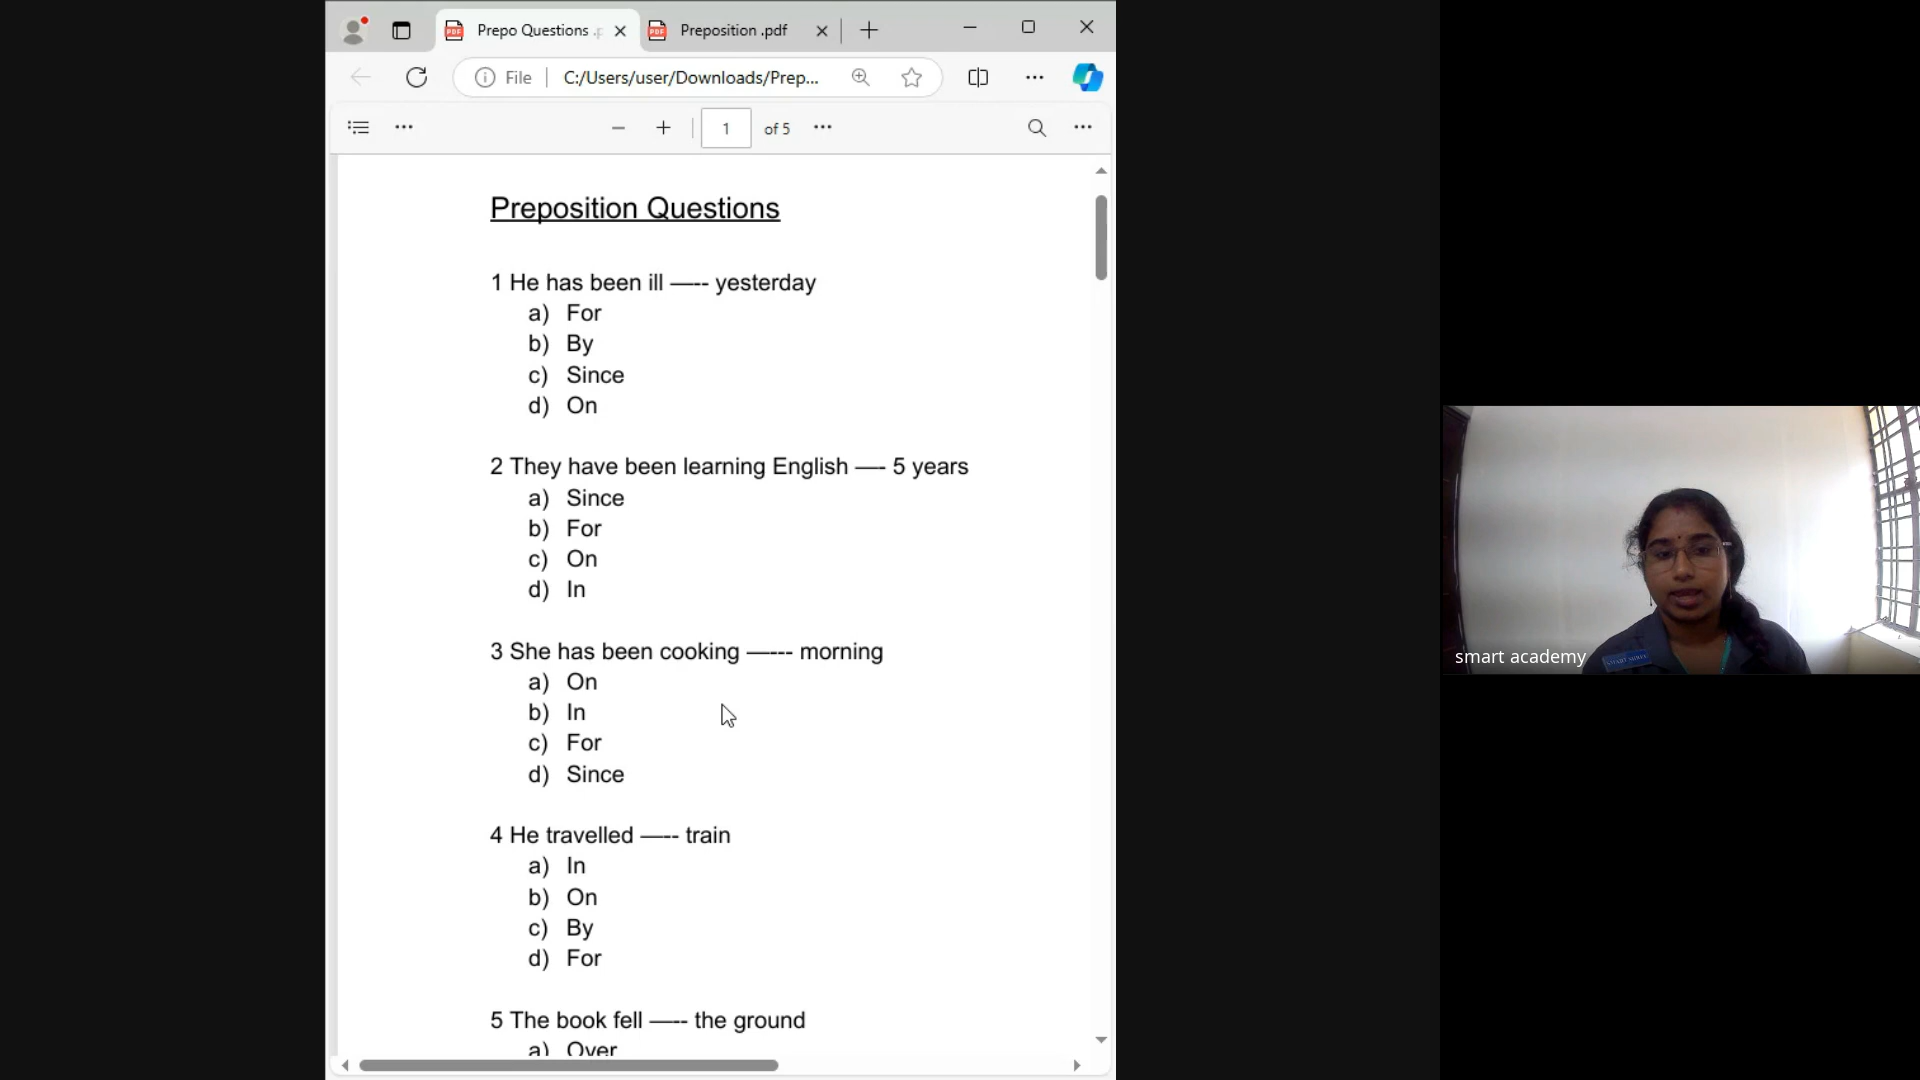 Prepo Questions .p
Preposition .pdf
File
C:/Users/user/Downloads/Prep...
1 of 5
Preposition Questions
1 He has been ill —–-- yesterday
a) For
b) By
c) Since
d) On
2 They have been learning English —-- 5 years
a) Since
b) For
c) On
d) In
3 She has been cooking —---- morning
a) On
b) In
c) For
d) Since
4 He travelled —--- train
a) In
b) On
c) By
d) For
5 The book fell —--- the ground
a) Over
smart academy